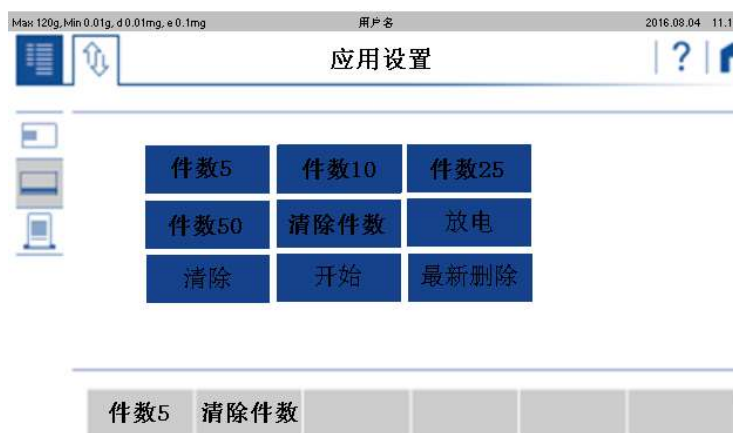 Max 120g, Min 0.01g, d 0.01mg, e 0.1mg 用户名 2016.08.04 11.1
应用设置 ?
件数5 件数10 件数25
件数50 清除件数 放电
清除 开始 最新删除
件数5 清除件数